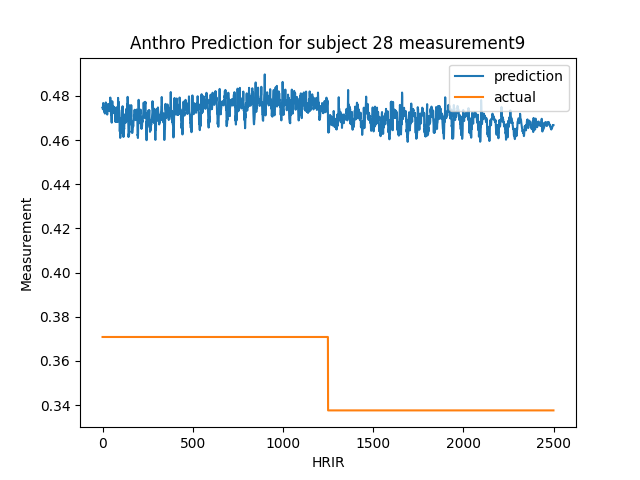 Anthro Prediction for subject 28 measurement9
prediction
actual
0.48
0.46
0.44
0.42
0.40
0.38
0.36
0.34
Measurement
0
500
1000
1500
2000
2500
HRIR